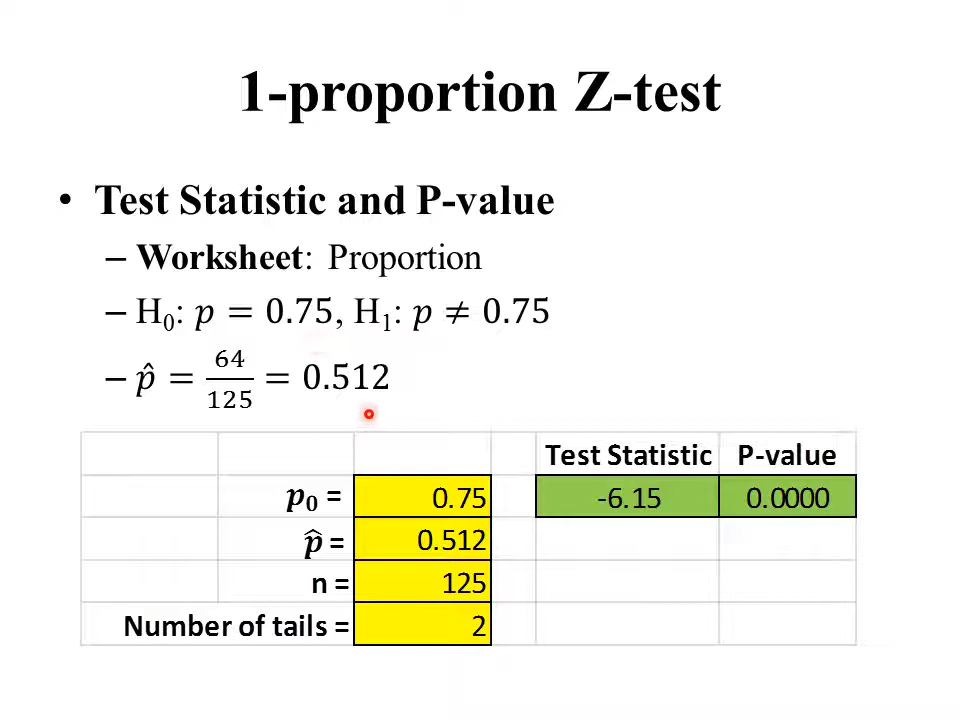 1-proportion Z-test
• Test Statistic and P-value
– Worksheet: Proportion
– H₀: 𝑝 = 0.75, H₁: 𝑝 ≠ 0.75
– p̂ = 64/125 = 0.512
Test Statistic P-value
p₀ = 0.75 -6.15 0.0000
p̂ = 0.512
n = 125
Number of tails = 2